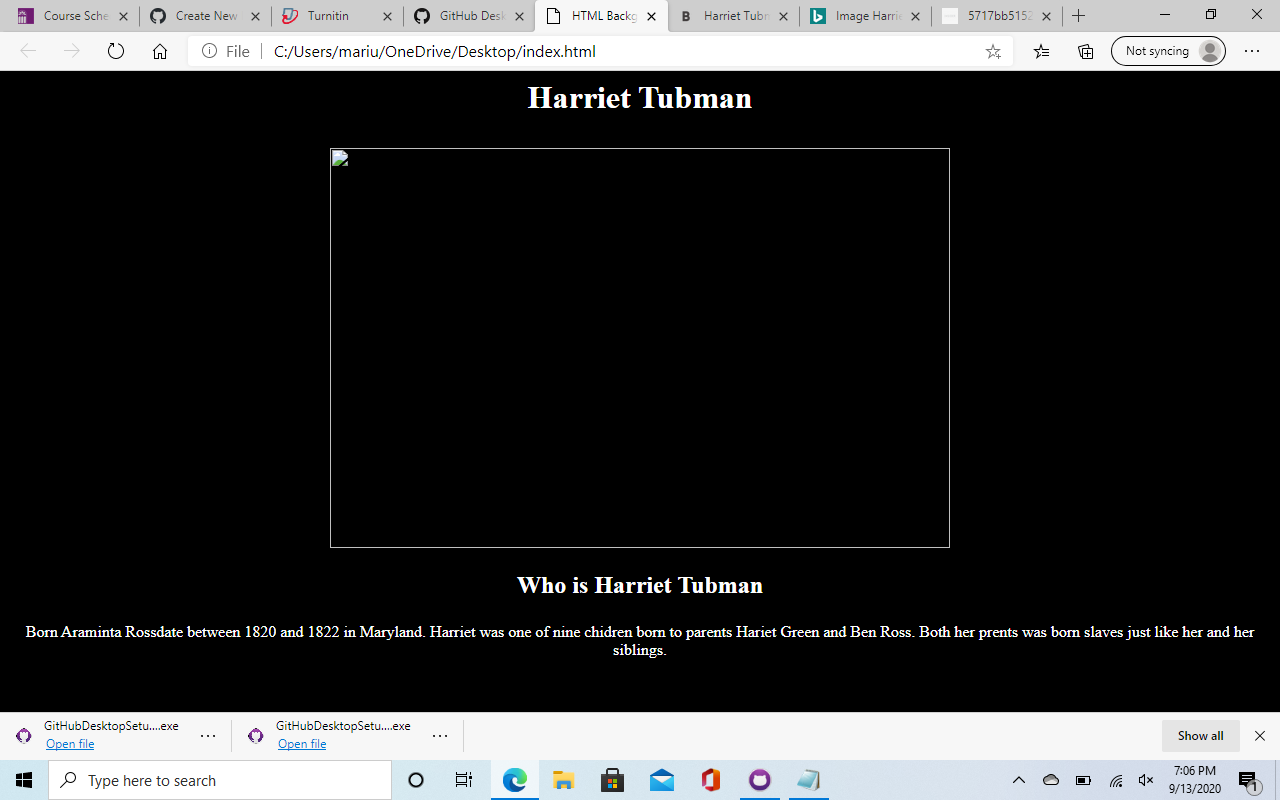 Course Sche
Create New
Turnitin
GitHub Desk
HTML Backg
Harriet Tubn
Image Harrie
5717bb5152
File
C:/Users/mariu/OneDrive/Desktop/index.html
Not syncing
Harriet Tubman
Who is Harriet Tubman
Born Araminta Rossdate between 1820 and 1822 in Maryland. Harriet was one of nine chidren born to parents Hariet Green and Ben Ross. Both her prents was born slaves just like her and her
siblings.
GitHubDesktopSetu....exe
Open file
GitHubDesktopSetu....exe
Open file
Show all
Type here to search
7:06 PM
9/13/2020
1